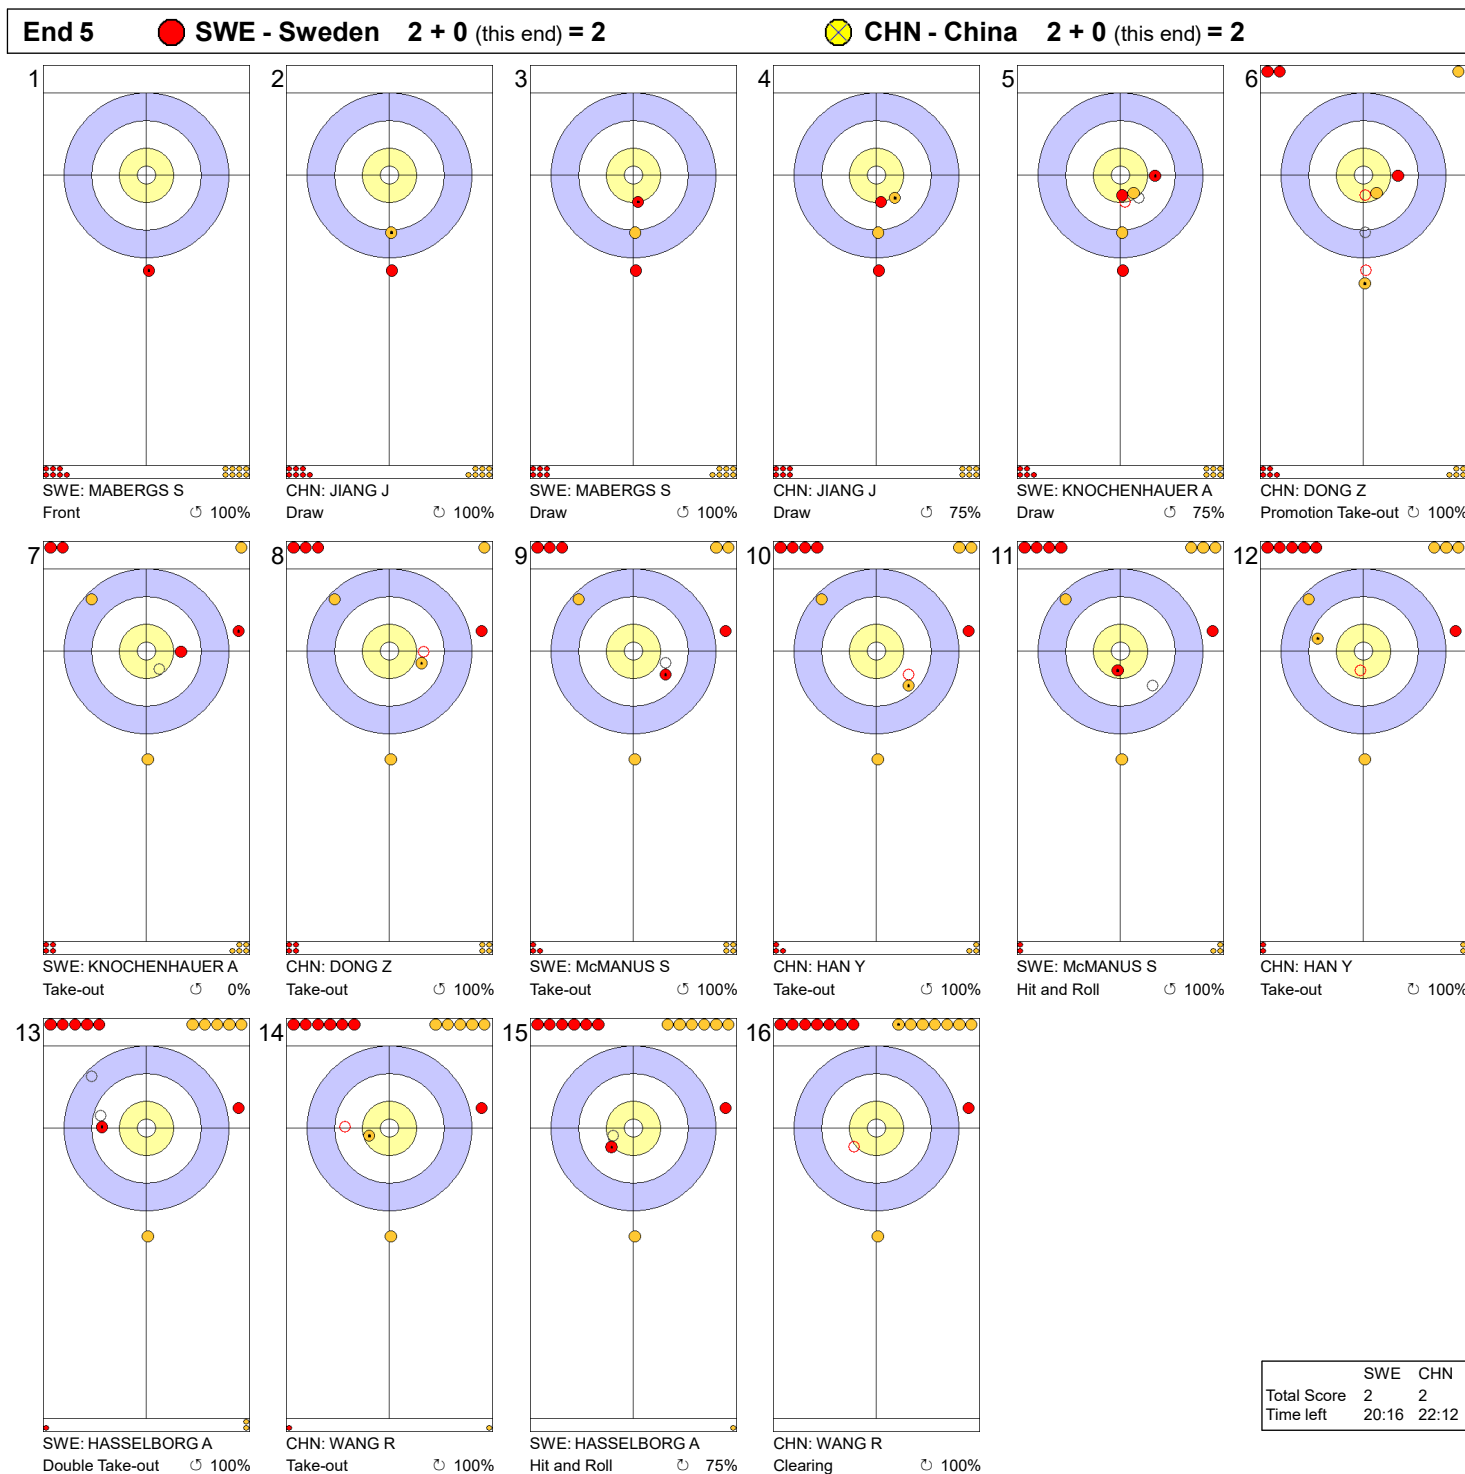 End 5 SWE - Sweden 2 + 0 (this end) = 2 CHN - China 2 + 0 (this end) = 2
1 2 3 4 5 6
SWE: MABERGS S CHN: JIANG J SWE: MABERGS S CHN: JIANG J SWE: KNOCHENHAUER A CHN: DONG Z
Front ↺ 100% Draw ↻ 100% Draw ↺ 100% Draw ↺ 75% Draw ↺ 75% Promotion Take-out ↻ 100%
7 8 9 10 11 12
SWE: KNOCHENHAUER A CHN: DONG Z SWE: McMANUS S CHN: HAN Y SWE: McMANUS S CHN: HAN Y
Take-out ↺ 0% Take-out ↺ 100% Take-out ↺ 100% Take-out ↺ 100% Hit and Roll ↺ 100% Take-out ↻ 100%
13 14 15 16
SWE: HASSELBORG A CHN: WANG R SWE: HASSELBORG A CHN: WANG R
Double Take-out ↺ 100% Take-out ↻ 100% Hit and Roll ↻ 75% Clearing ↻ 100%
SWE CHN
Total Score 2 2
Time left 20:16 22:12